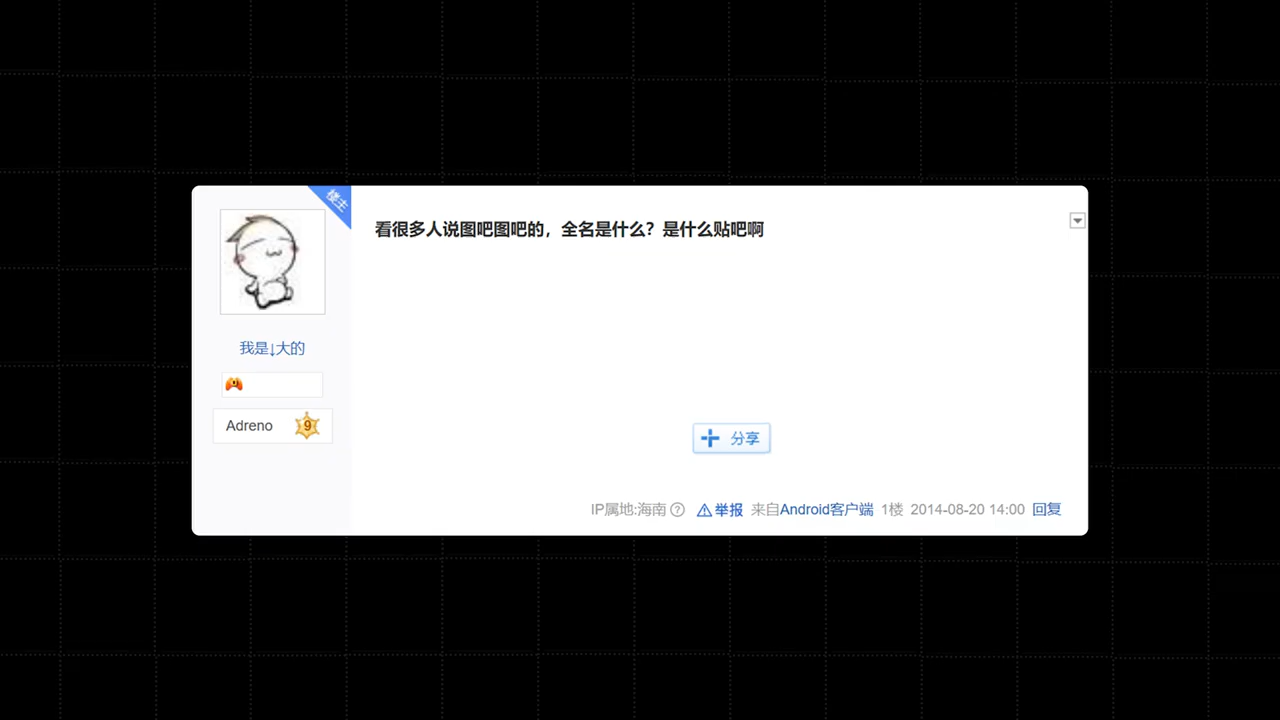 楼主
看很多人说图吧图吧的，全名是什么？是什么贴吧啊
我是↓大的
Adreno 9
分享
IP属地:海南 ? 举报 来自Android客户端 1楼 2014-08-20 14:00 回复